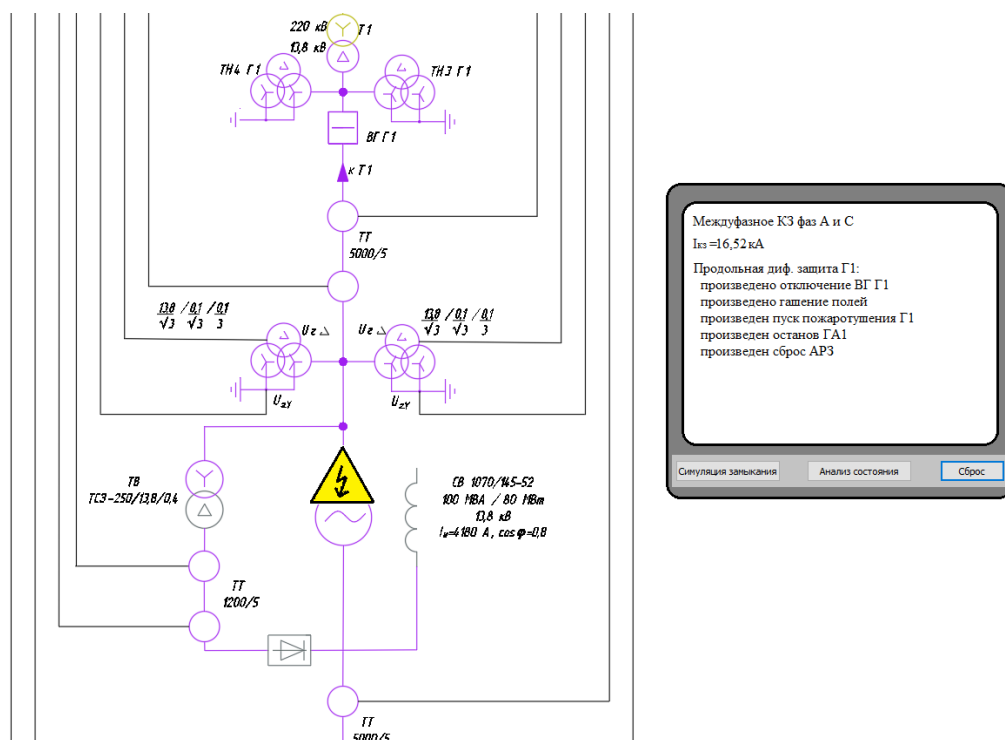 220 кВ
Т1
13,8 кВ
ТН4 Г1
ТН3 Г1
ВГ Г1
к Т1
ТТ
5000/5
13,8 / 0,1 / 0,1
√3 √3 3
Uг △
Uг △
13,8 / 0,1 / 0,1
√3 √3 3
U2Y
U2Y
ТВ
ТСЗ-250/13,8/0,4
СВ 1070/145-52
100 МВА / 80 МВт
13,8 кВ
Iн=4180 А, cos φ=0,8
ТТ
1200/5
ТТ
5000/5
Междуфазное КЗ фаз А и С
Iкз =16,52 кА
Продольная диф. защита Г1:
произведено отключение ВГ Г1
произведено гашение полей
произведен пуск пожаротушения Г1
произведен останов ГА1
произведен сброс АРЗ
Симуляция замыкания
Анализ состояния
Сброс